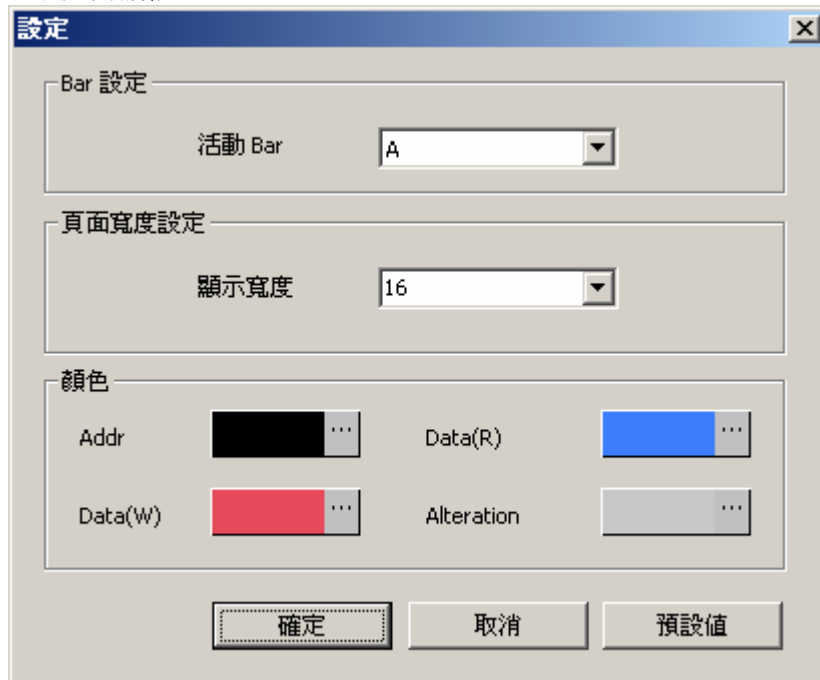 設定
Bar 設定
活動 Bar
A
頁面寬度設定
顯示寬度
16
顏色
Addr
...
Data(R)
...
Data(W)
...
Alteration
...
確定
取消
預設值